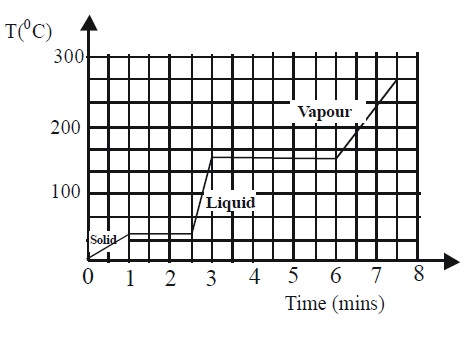 T(⁰C)
300
200
100
Vapour
Liquid
Solid
0 1 2 3 4 5 6 7 8
Time (mins)